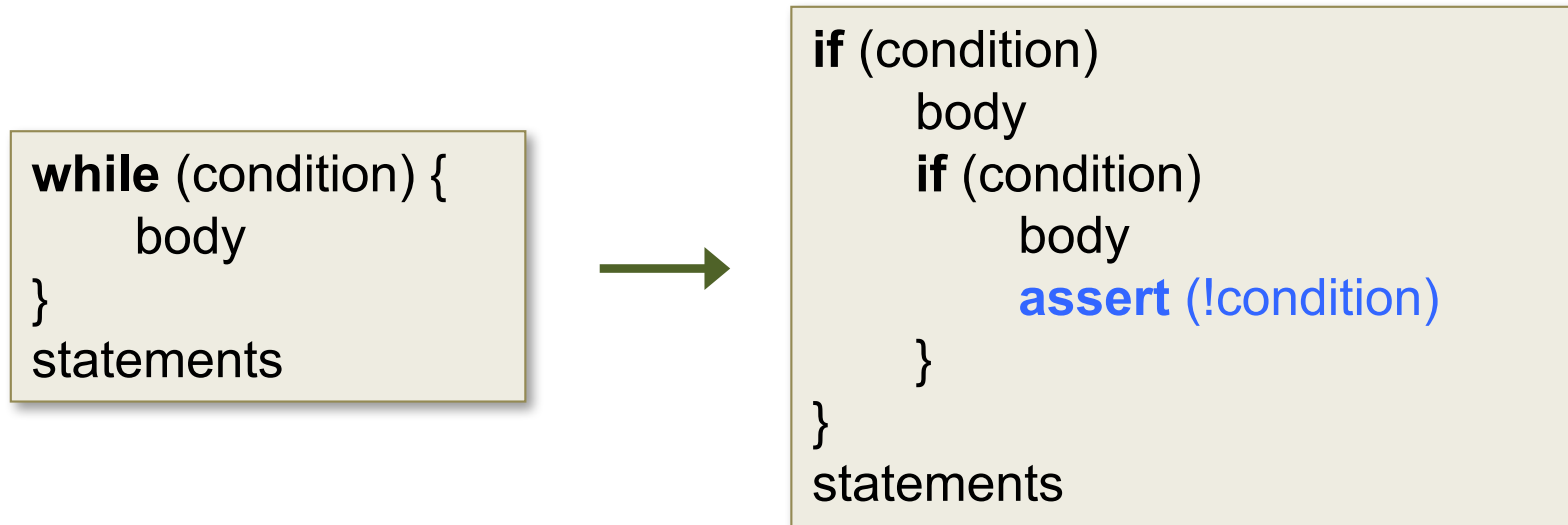 while (condition) {
body
}
statements
if (condition)
body
if (condition)
body
assert (!condition)
}
}
statements